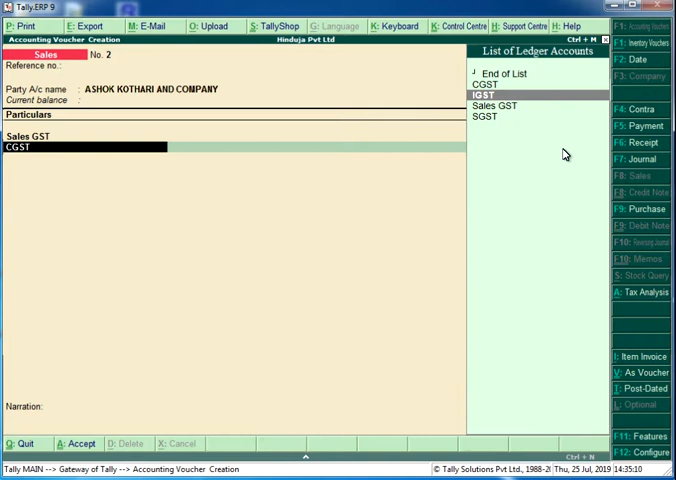 Tally.ERP 9
P: Print
E: Export
M: E-Mail
O: Upload
S: TallyShop
G: Language
K: Keyboard
K: Control Centre
H: Support Centre
H: Help
Accounting Voucher Creation
Hinduja Pvt Ltd
Ctrl + M
Sales
No. 2
Reference no.:
Party A/c name : ASHOK KOTHARI AND COMPANY
Current balance :
Particulars
Sales GST
CGST
Narration:
List of Ledger Accounts
End of List
CGST
IGST
Sales GST
SGST
F1: Accounting Vouchers
F1: Inventory Vouchers
F2: Date
F3: Company
F4: Contra
F5: Payment
F6: Receipt
F7: Journal
F8: Sales
F8: Credit Note
F9: Purchase
F9: Debit Note
F10: Reversing Journal
F10: Memos
S: Stock Query
A: Tax Analysis
I: Item Invoice
V: As Voucher
T: Post-Dated
L: Optional
F11: Features
F12: Configure
Q: Quit
A: Accept
D: Delete
X: Cancel
Ctrl + N
Tally MAIN --> Gateway of Tally --> Accounting Voucher Creation
© Tally Solutions Pvt Ltd., 1988-20
Thu, 25 Jul, 2019
14:35:10